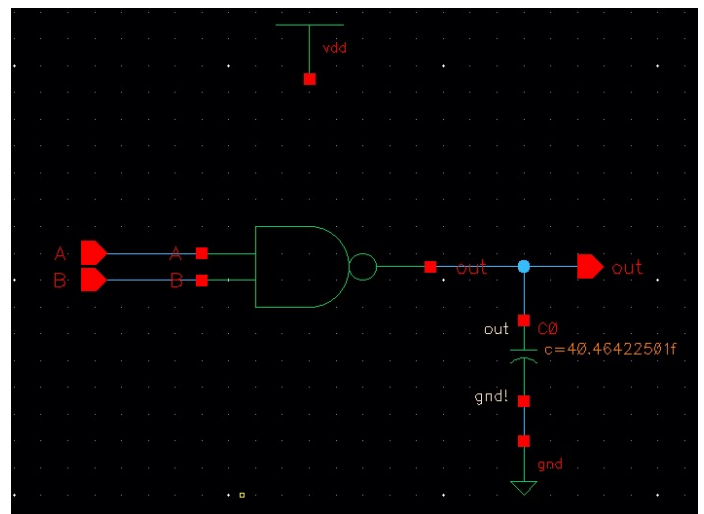 vdd
A A
B B
out out
out C0
c=40.46422501f
gnd!
gnd